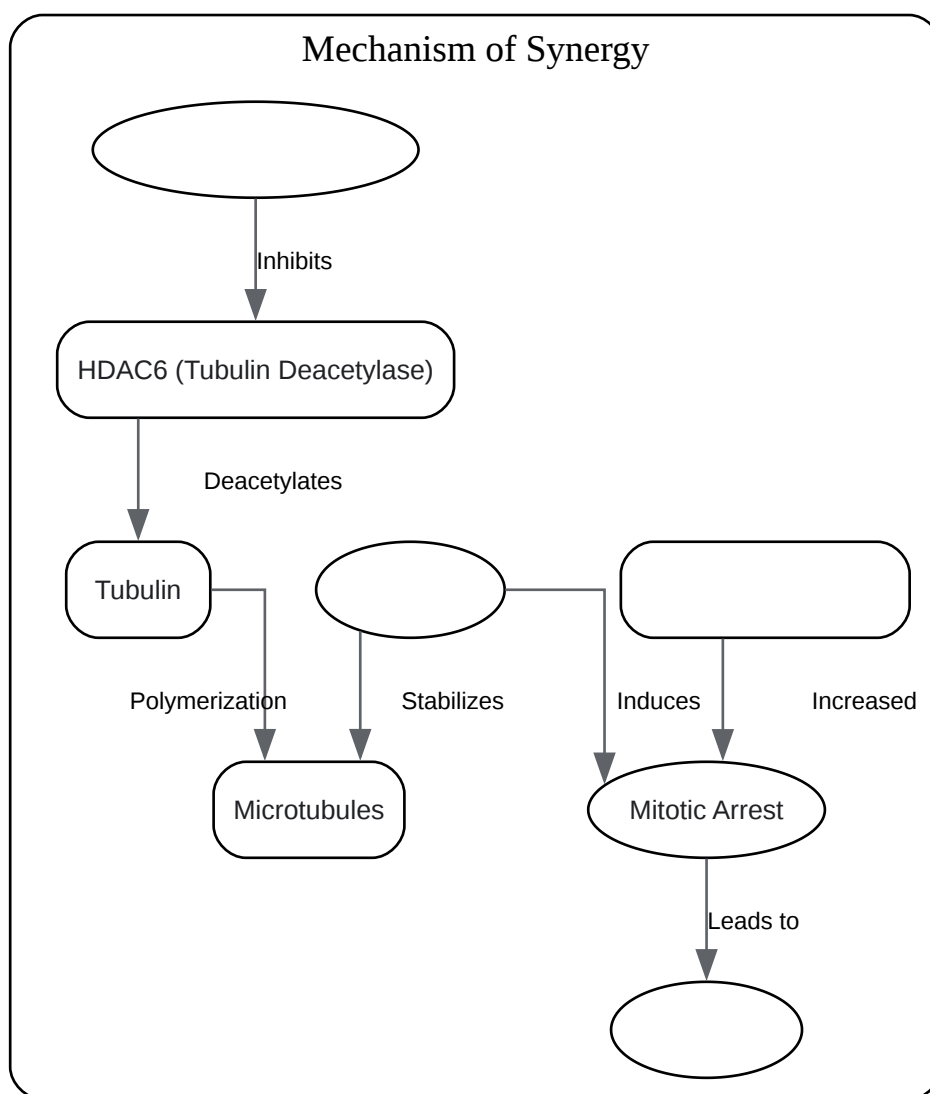 Mechanism of Synergy
Inhibits
HDAC6 (Tubulin Deacetylase)
Deacetylates
Tubulin
Polymerization
Stabilizes
Induces
Increased
Microtubules
Mitotic Arrest
Leads to